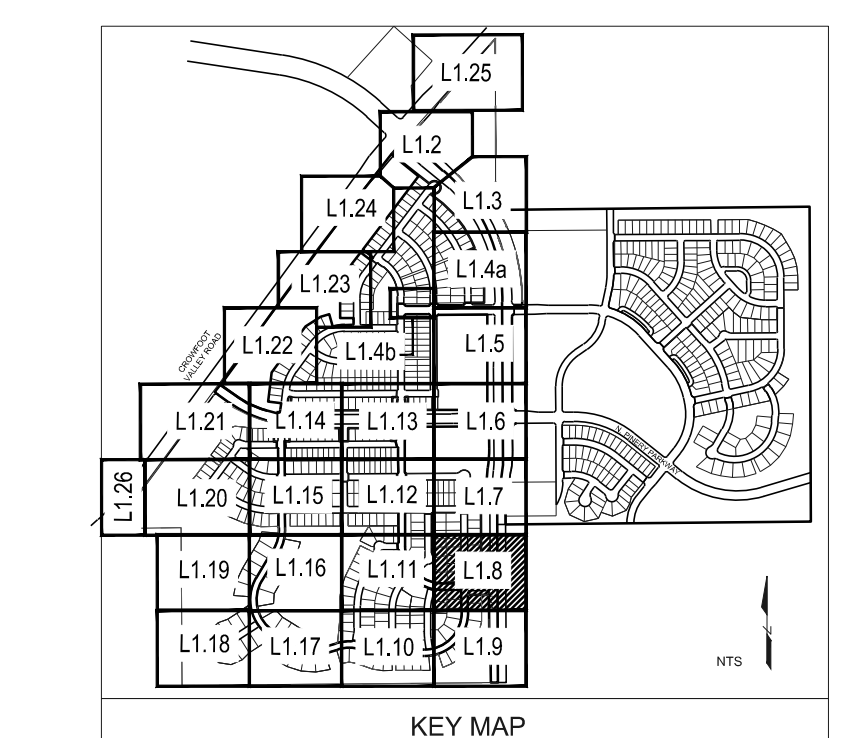 L1.25
L1.2
L1.3
L1.24
L1.4a
L1.23
L1.5
L1.22
L1.4b
CROWFOOT
VALLEY ROAD
L1.21
L1.14
L1.13
L1.6
N. PINERY PARKWAY
L1.26
L1.20
L1.15
L1.12
L1.7
L1.19
L1.16
L1.11
L1.8
L1.18
L1.17
L1.10
L1.9
N
NTS
KEY MAP